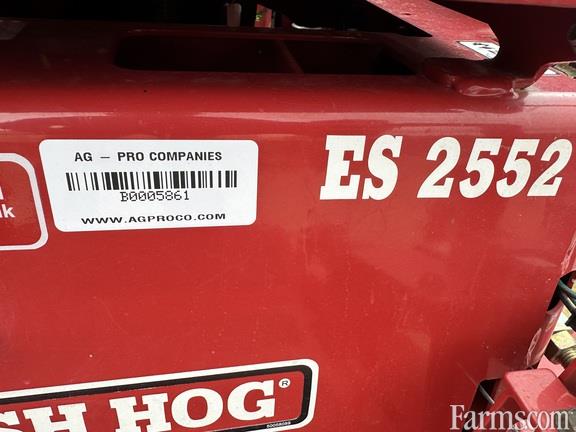 AG - PRO COMPANIES
B0005861
WWW.AGPROCO.COM
ES 2552
SH HOG®
Farms.com